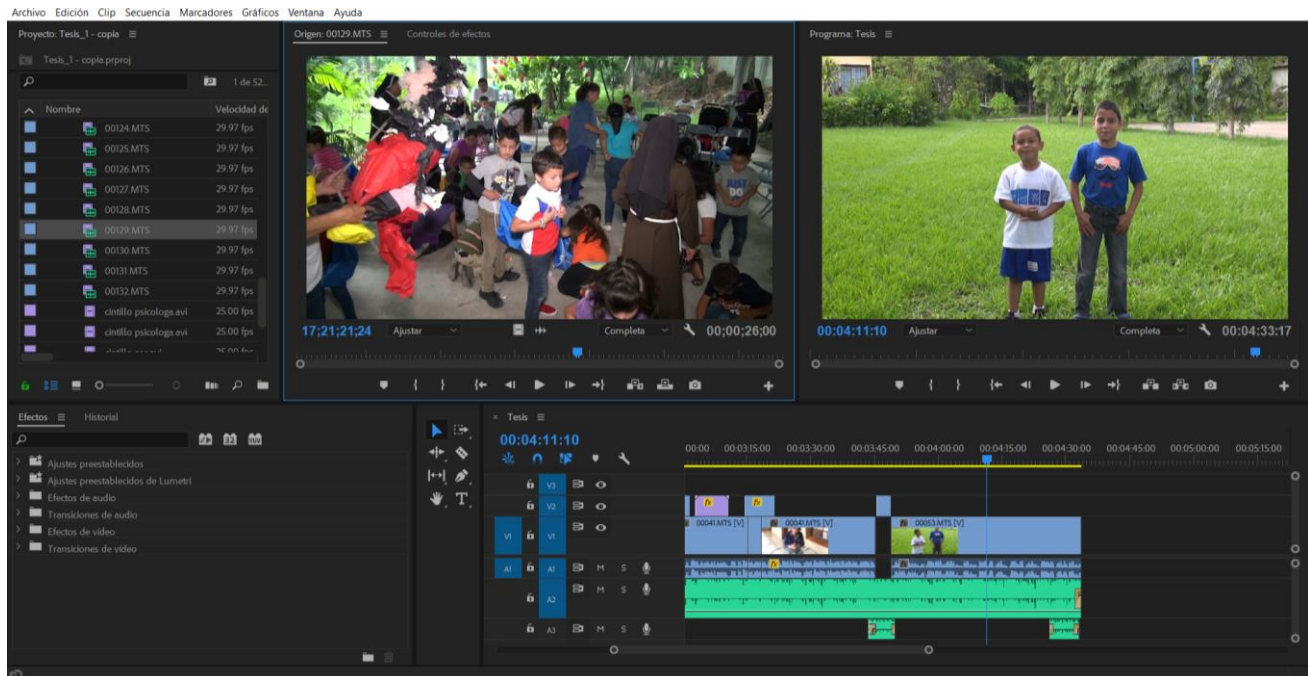 Archivo Edición Clip Secuencia Marcadores Gráficos Ventana Ayuda
Proyecto: Tesis_1 - copia
Tesis_1 - copia.prproj
1 de 52...
Nombre Velocidad de
00124.MTS 29.97 fps
00125.MTS 29.97 fps
00126.MTS 29.97 fps
00127.MTS 29.97 fps
00128.MTS 29.97 fps
00129.MTS 29.97 fps
00130.MTS 29.97 fps
00131.MTS 29.97 fps
00132.MTS 29.97 fps
cintillo psicologa.avi 25.00 fps
cintillo psicologa.avi 25.00 fps
Origen: 00129.MTS Controles de efectos
JUST DO
17;21;21;24 Ajustar Completa 00;00;26;00
Programa: Tesis
00:04:11:10 Ajustar Completa 00:04:33:17
Efectos Historial
32 YUV
Ajustes preestablecidos
Ajustes preestablecidos de Lumetri
Efectos de audio
Transiciones de audio
Efectos de vídeo
Transiciones de vídeo
T
× Tesis
00:04:11:10
00:00 00:03:15:00 00:03:30:00 00:03:45:00 00:04:00:00 00:04:15:00 00:04:30:00 00:04:45:00 00:05:00:00 00:05:15:00
V3
V2 fx fx
V1 V1 00041.MTS [V] 00041.MTS [V] 00053.MTS [V]
A1 A1 M S
A2 M S
A3 M S